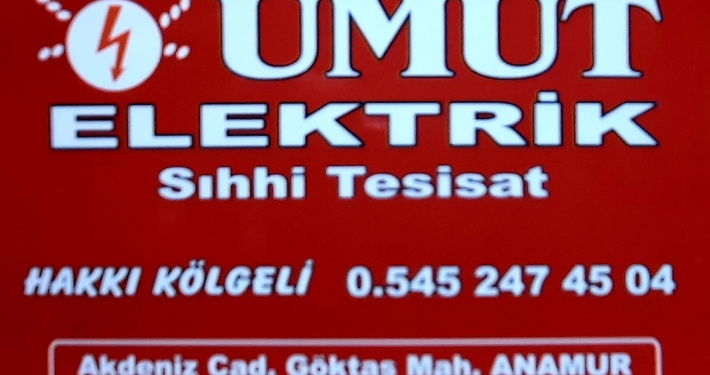 UMUT
ELEKTRİK
Sıhhi Tesisat
HAKKI KÖLGELİ 0.545 247 45 04
Akdeniz Cad. Göktaş Mah. ANAMUR